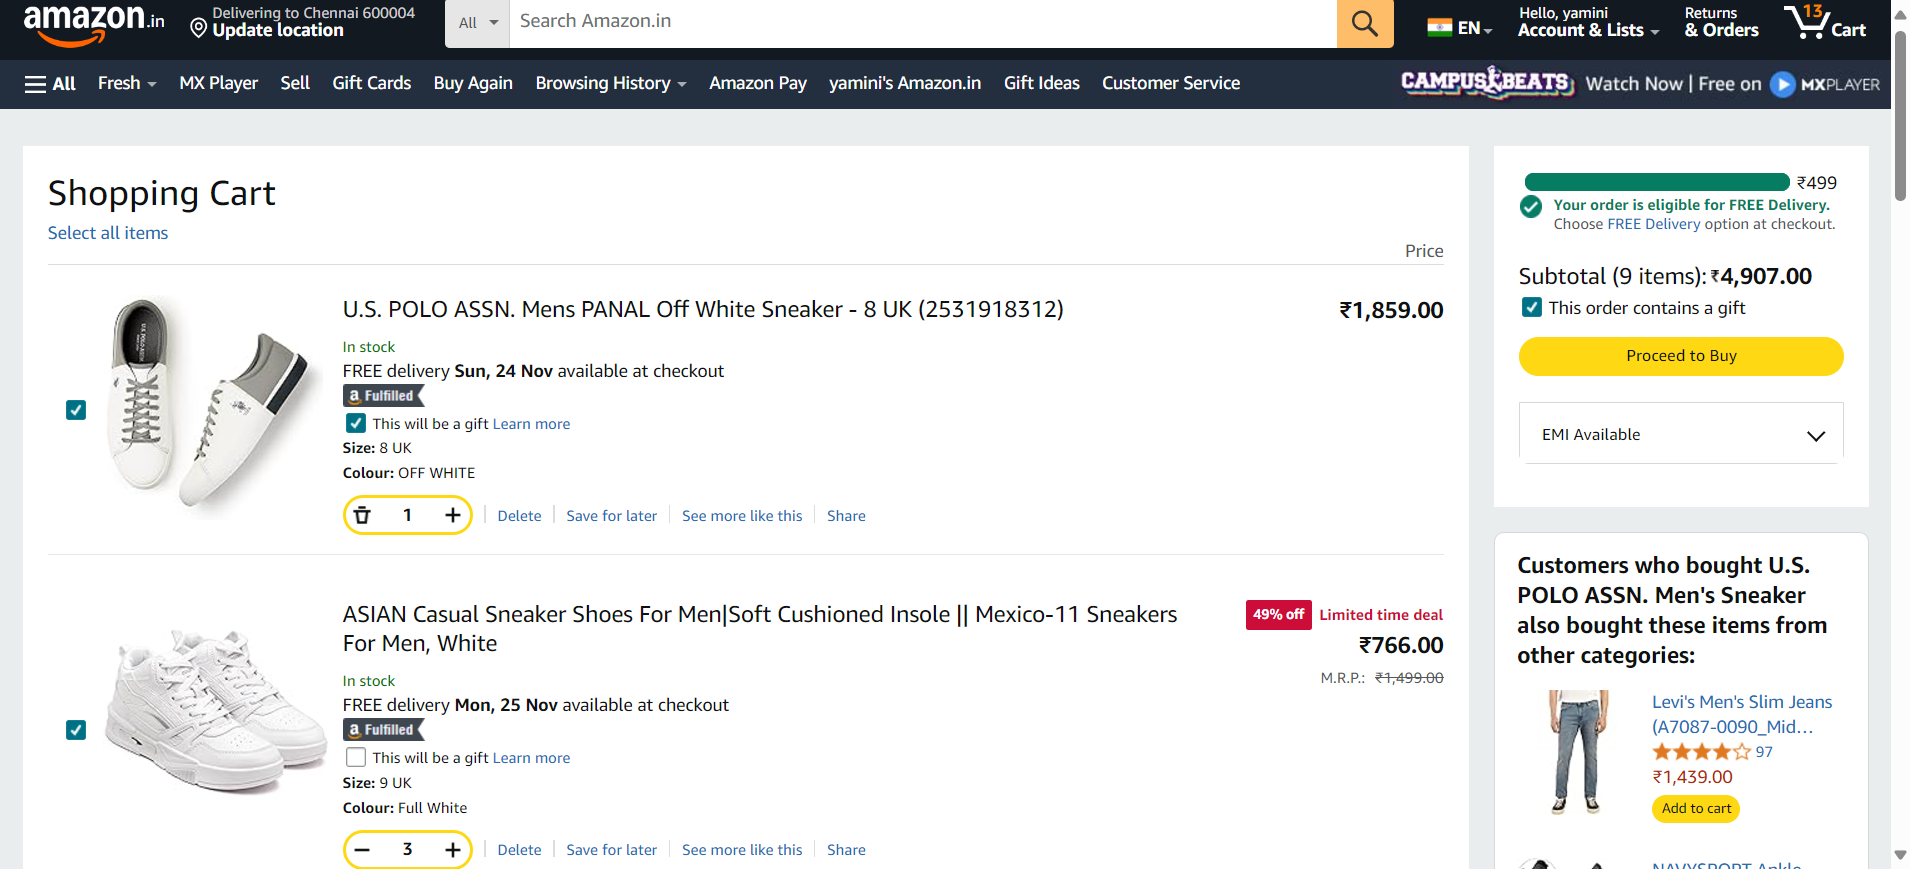 amazon.in
Delivering to Chennai 600004
Update location
All
Search Amazon.in
EN
Hello, yamini
Account & Lists
Returns
& Orders
13
Cart
All
Fresh
MX Player
Sell
Gift Cards
Buy Again
Browsing History
Amazon Pay
yamini's Amazon.in
Gift Ideas
Customer Service
CAMPUS BEATS
Watch Now | Free on
MXPLAYER
Shopping Cart
Select all items
Price
U.S. POLO ASSN. Mens PANAL Off White Sneaker - 8 UK (2531918312)
₹1,859.00
In stock
FREE delivery Sun, 24 Nov available at checkout
a Fulfilled
This will be a gift Learn more
Size: 8 UK
Colour: OFF WHITE
1
Delete
Save for later
See more like this
Share
ASIAN Casual Sneaker Shoes For Men|Soft Cushioned Insole || Mexico-11 Sneakers
For Men, White
49% off
Limited time deal
₹766.00
M.R.P.: ₹1,499.00
In stock
FREE delivery Mon, 25 Nov available at checkout
a Fulfilled
This will be a gift Learn more
Size: 9 UK
Colour: Full White
3
Delete
Save for later
See more like this
Share
₹499
Your order is eligible for FREE Delivery.
Choose FREE Delivery option at checkout.
Subtotal (9 items): ₹4,907.00
This order contains a gift
Proceed to Buy
EMI Available
Customers who bought U.S.
POLO ASSN. Men's Sneaker
also bought these items from
other categories:
Levi's Men's Slim Jeans
(A7087-0090_Mid...
97
₹1,439.00
Add to cart
NAVYSPORT Ankle